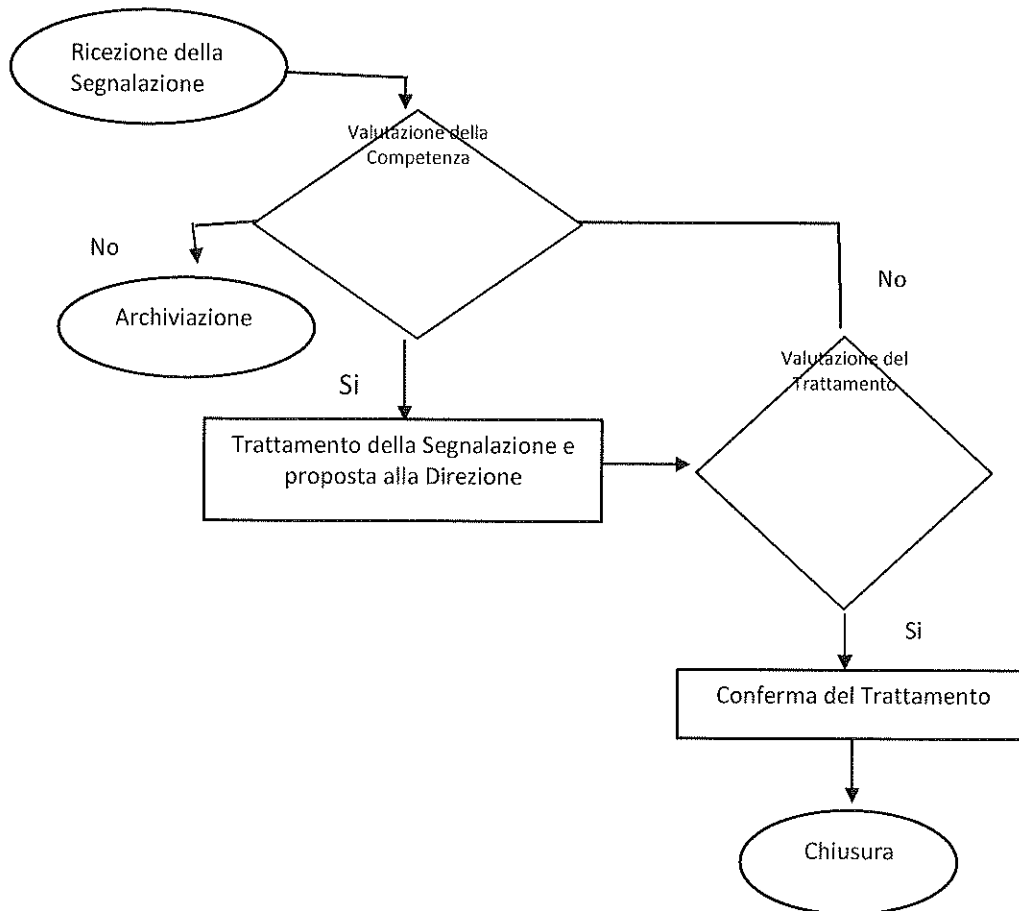 Ricezione della
Segnalazione
Valutazione della
Competenza
No
Archiviazione
No
Si
Valutazione del
Trattamento
Trattamento della Segnalazione e
proposta alla Direzione
Si
Conferma del Trattamento
Chiusura